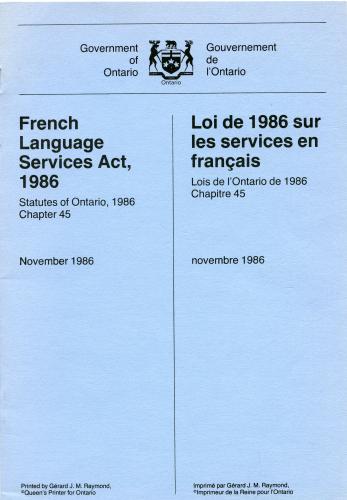 Government
of
Ontario
Ontario
Gouvernement
de
l'Ontario
French
Language
Services Act,
1986
Statutes of Ontario, 1986
Chapter 45
November 1986
Loi de 1986 sur
les services en
français
Lois de l'Ontario de 1986
Chapitre 45
novembre 1986
Printed by Gérard J. M. Raymond,
©Queen's Printer for Ontario
Imprimé par Gérard J. M. Raymond,
©Imprimeur de la Reine pour l'Ontario